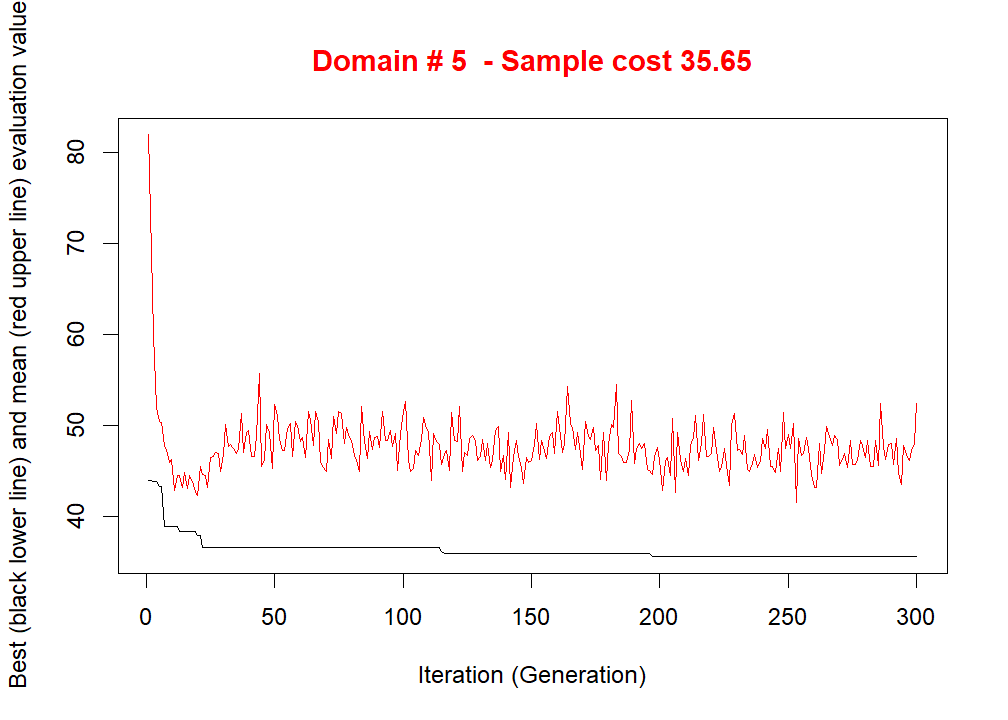 Domain # 5  - Sample cost 35.65
Best (black lower line) and mean (red upper line) evaluation value
80
70
60
50
40
0 50 100 150 200 250 300
Iteration (Generation)